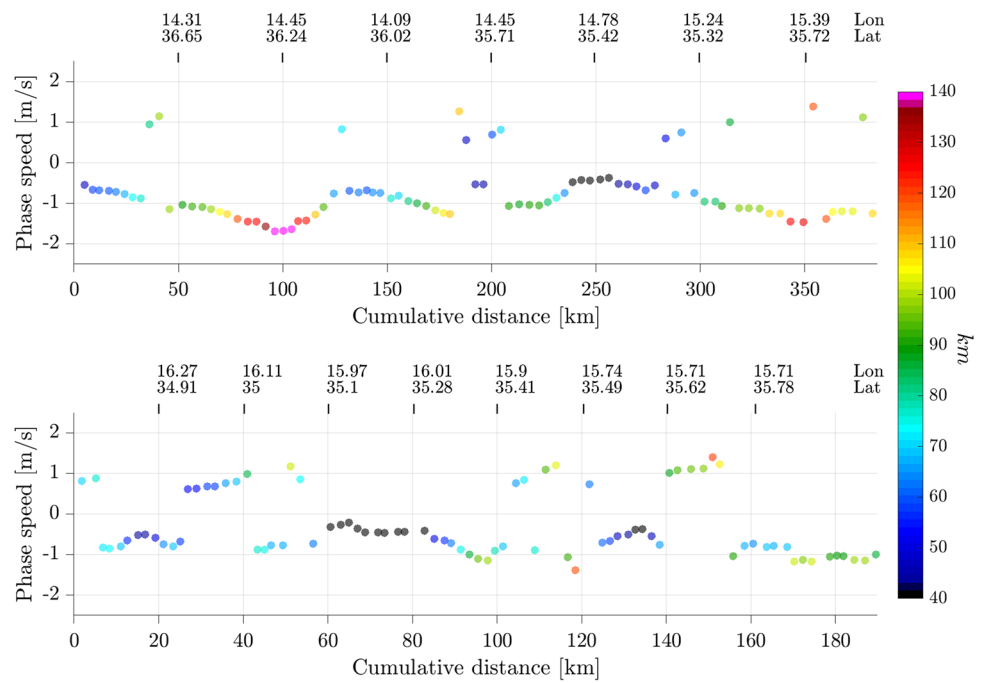 14.31 14.45 14.09 14.45 14.78 15.24 15.39 Lon
36.65 36.24 36.02 35.71 35.42 35.32 35.72 Lat
2
1
0
-1
-2
Phase speed [m/s]
0 50 100 150 200 250 300 350
Cumulative distance [km]
16.27 16.11 15.97 16.01 15.9 15.74 15.71 15.71 Lon
34.91 35 35.1 35.28 35.41 35.49 35.62 35.78 Lat
2
1
0
-1
-2
Phase speed [m/s]
0 20 40 60 80 100 120 140 160 180
Cumulative distance [km]
140
130
120
110
100
90
80
70
60
50
40
km